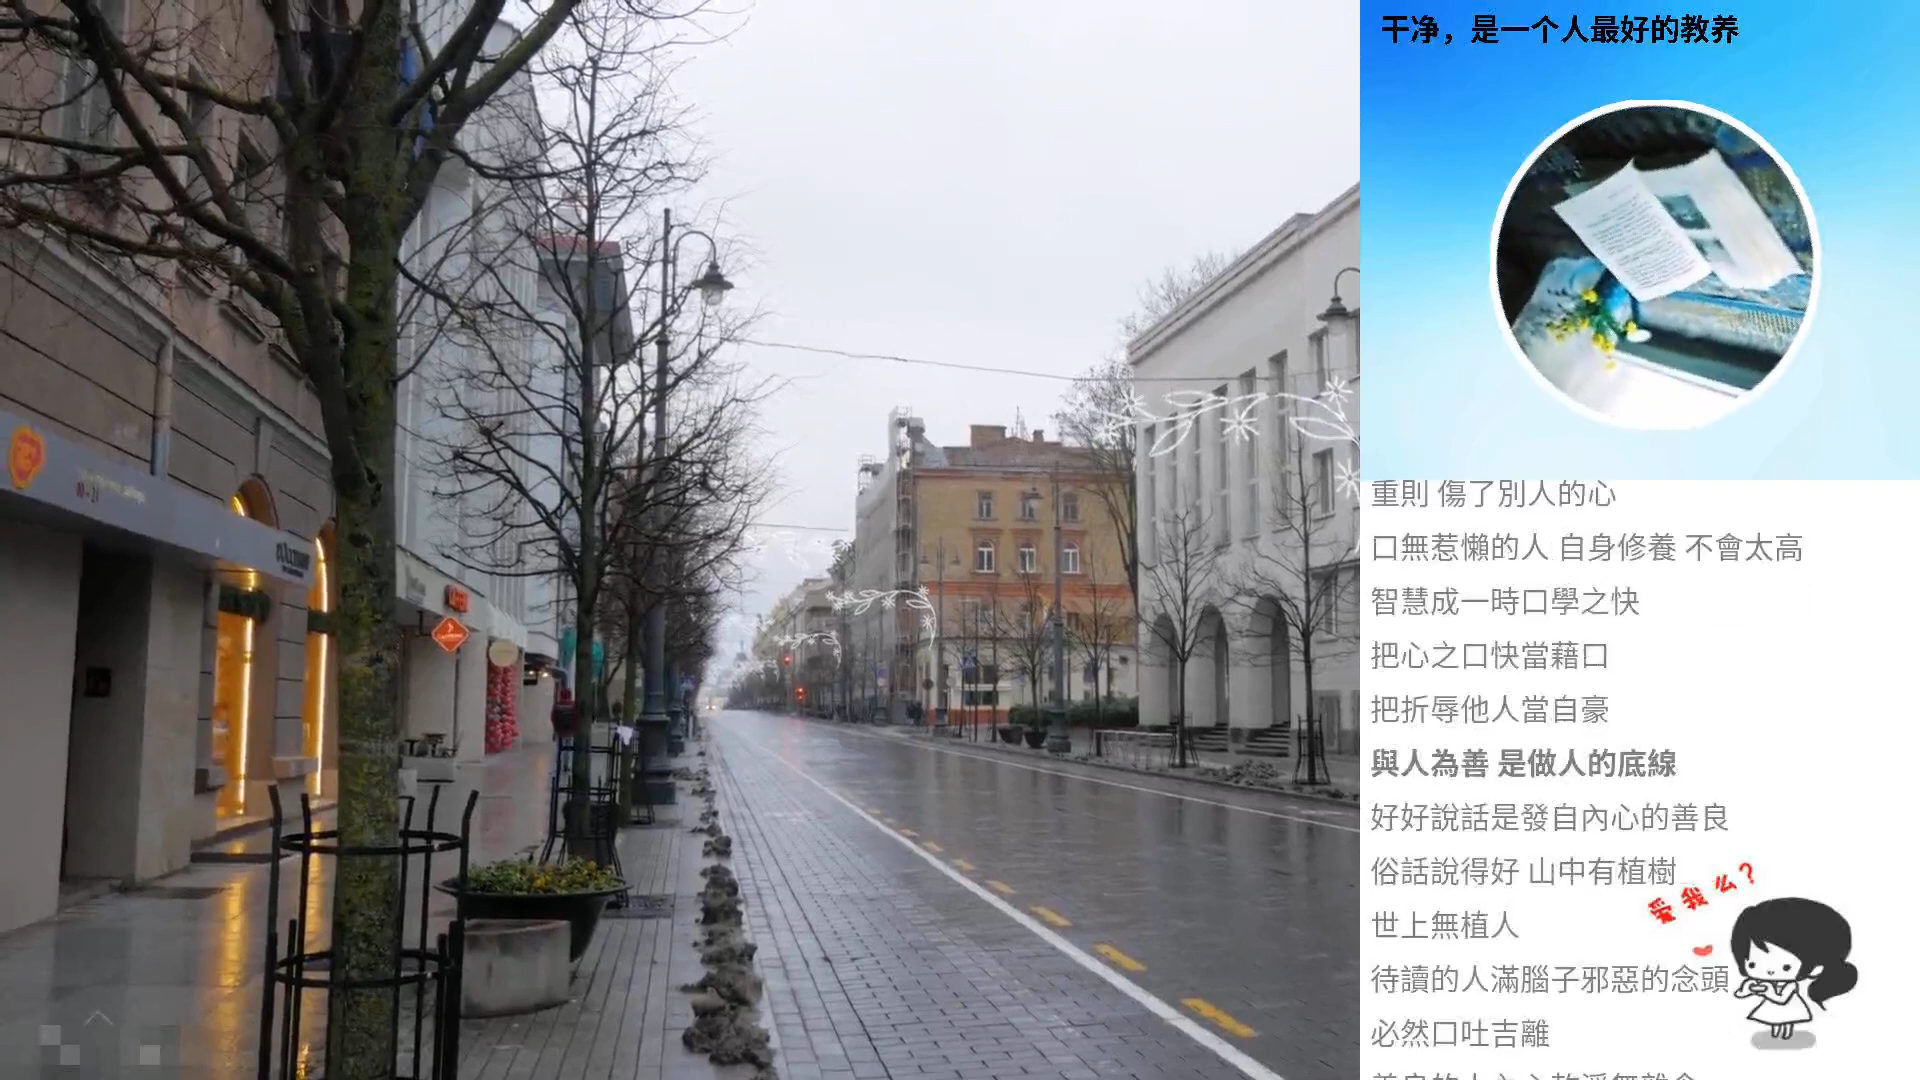 干净，是一个人最好的教养
重則 傷了別人的心
口無惹懶的人 自身修養 不會太高
智慧成一時口學之快
把心之口快當藉口
把折辱他人當自豪
與人為善 是做人的底線
好好說話是發自內心的善良
俗話說得好 山中有植樹
世上無植人
待讀的人滿腦子邪惡的念頭
必然口吐吉離
爱我么？